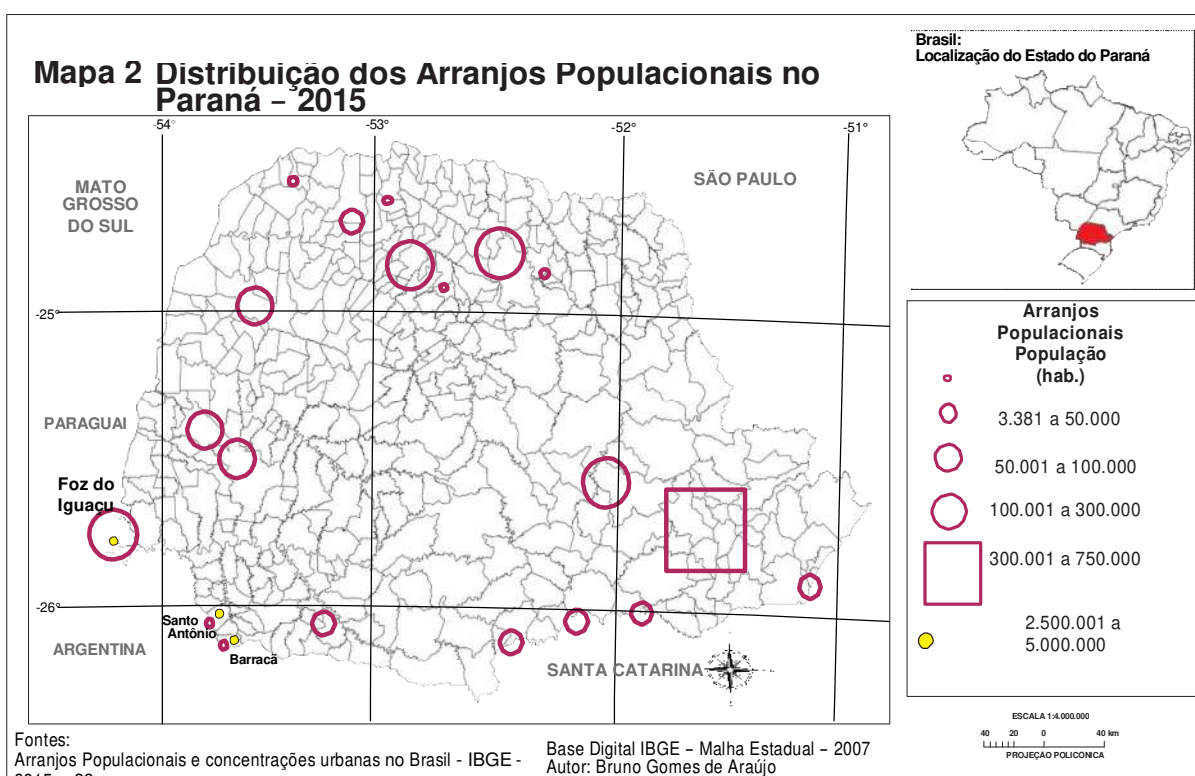 Mapa 2 Distribuição dos Arranjos Populacionais no
Paraná – 2015
Brasil:
Localização do Estado do Paraná
-54°
-53°
-52°
-51°
MATO
GROSSO
DO SUL
SÃO PAULO
-25°
PARAGUAI
Foz do
Iguaçu
-26°
Santo
Antônio
Barracã
ARGENTINA
SANTA CATARINA
Arranjos
Populacionais
População
(hab.)
3.381 a 50.000
50.001 a 100.000
100.001 a 300.000
300.001 a 750.000
2.500.001 a
5.000.000
ESCALA 1:4.000.000
40 20 0 40 km
PROJEÇÃO POLICÔNICA
Fontes:
Arranjos Populacionais e concentrações urbanas no Brasil - IBGE -
Base Digital IBGE – Malha Estadual – 2007
Autor: Bruno Gomes de Araújo